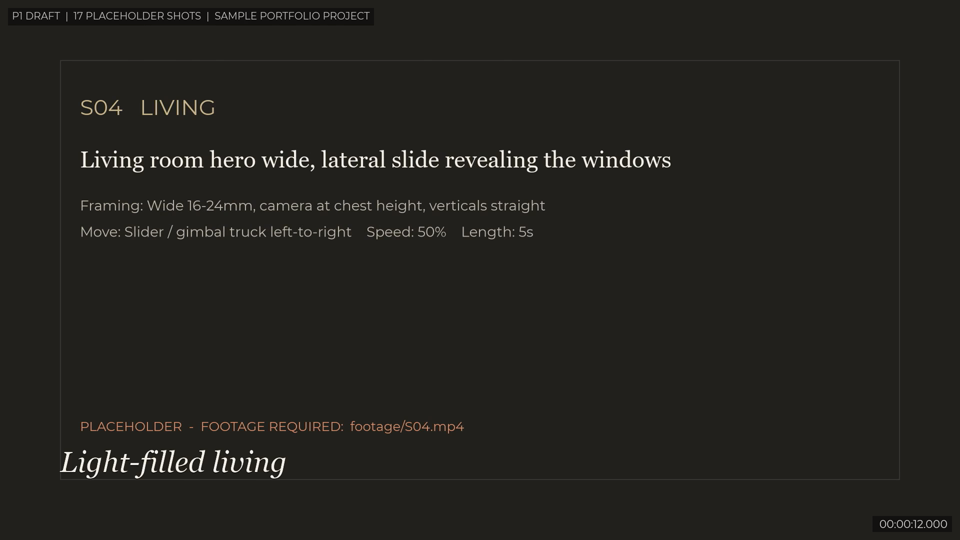 P1 DRAFT | 17 PLACEHOLDER SHOTS | SAMPLE PORTFOLIO PROJECT
S04 LIVING
Living room hero wide, lateral slide revealing the windows
Framing: Wide 16-24mm, camera at chest height, verticals straight
Move: Slider / gimbal truck left-to-right Speed: 50% Length: 5s
PLACEHOLDER - FOOTAGE REQUIRED: footage/S04.mp4
Light-filled living
00:00:12.000